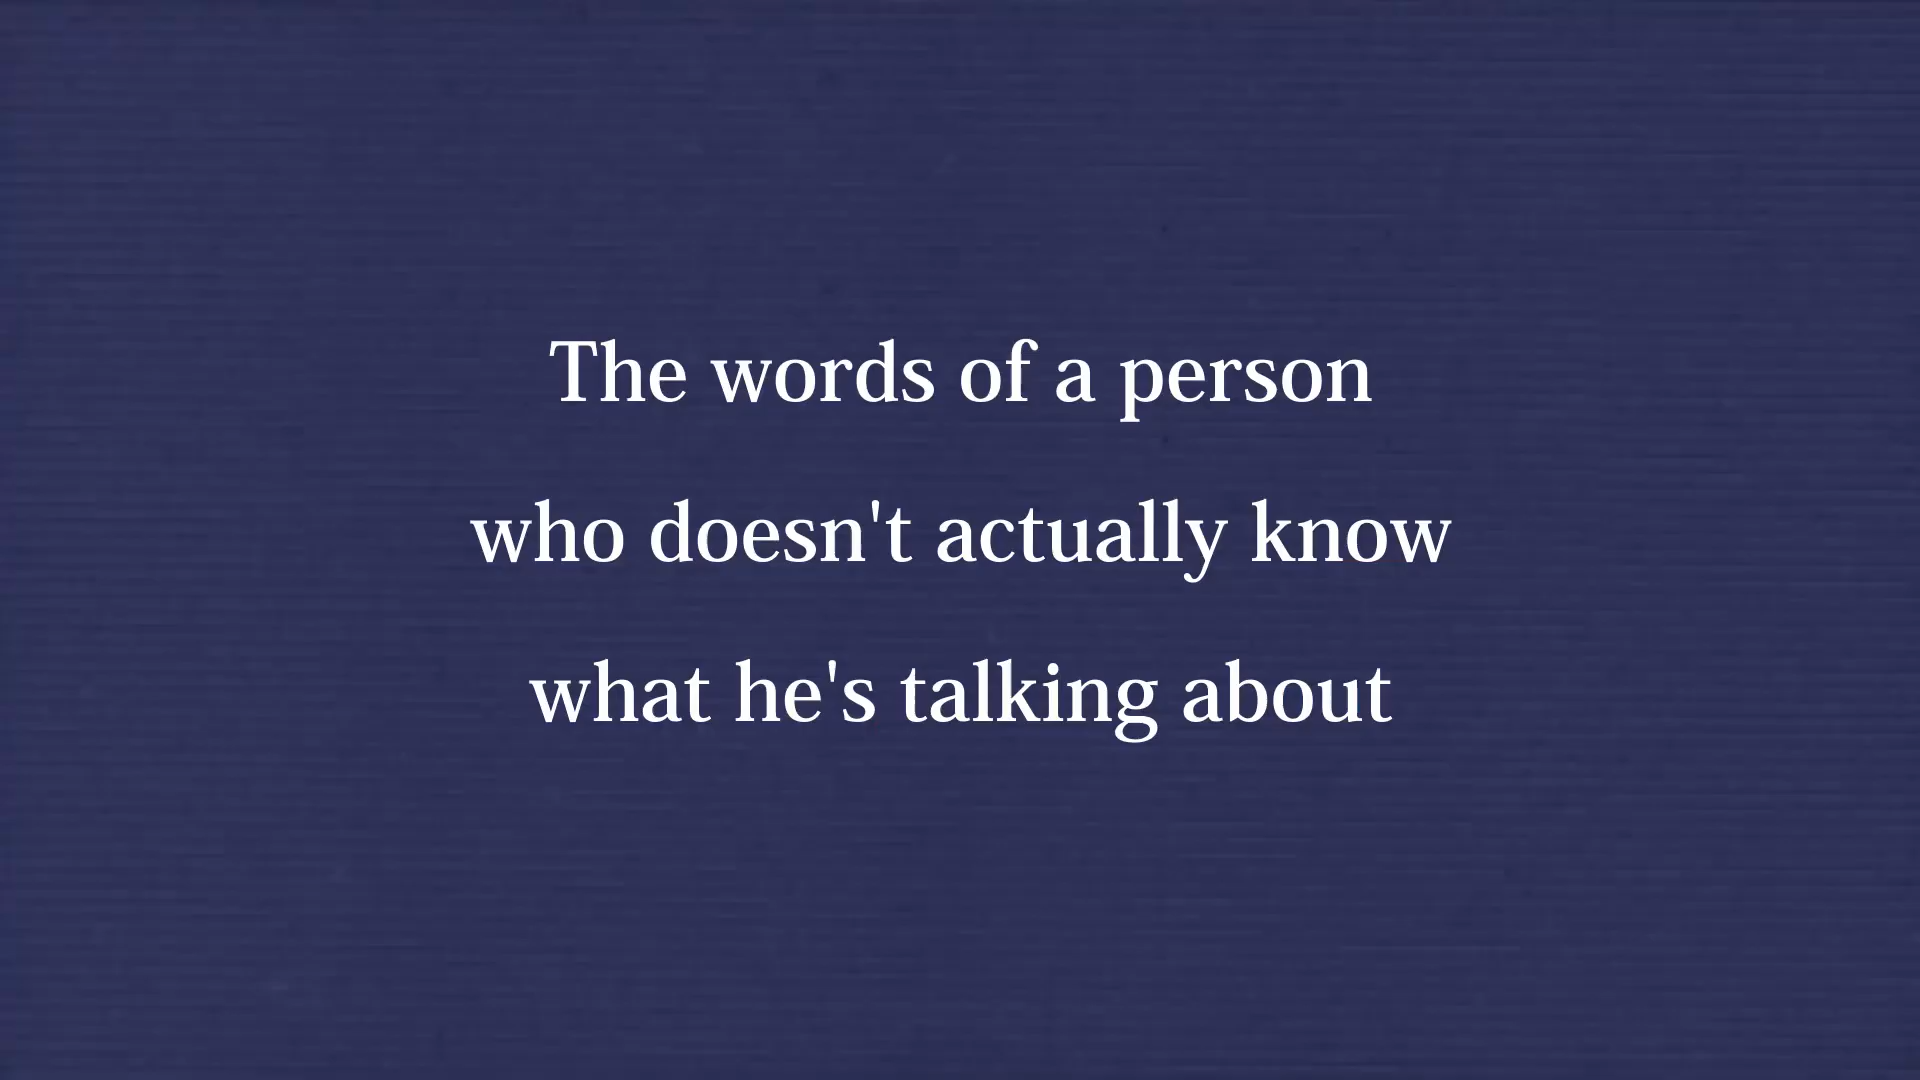 The words of a person
who doesn't actually know
what he's talking about